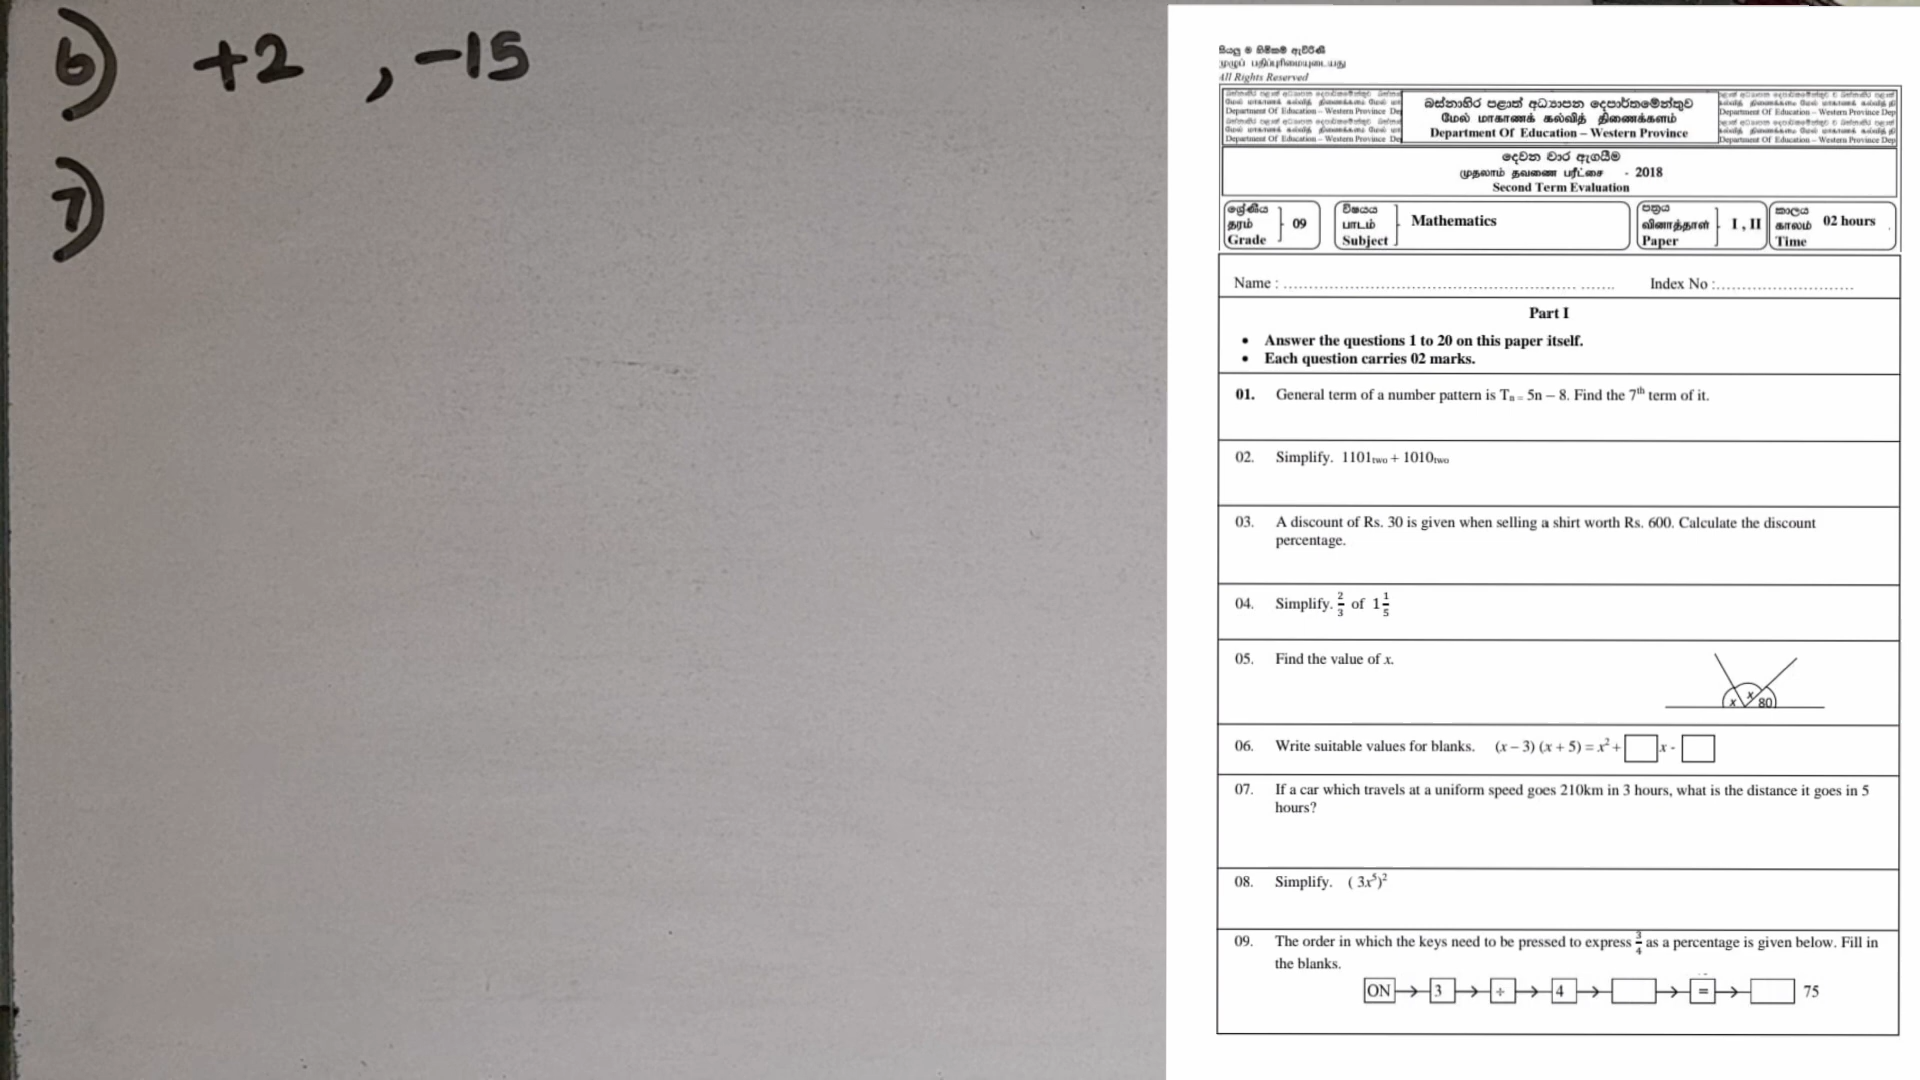 6) +2 , -15
7)
සියලු ම හිමිකම් ඇවිරිණි
முழுப் பதிப்புரிமையுடையது
All Rights Reserved
බස්නාහිර පළාත් අධ්‍යාපන දෙපාර්තමේන්තුව
மேல் மாகாணக் கல்வித் திணைக்களம்
Department Of Education – Western Province
දෙවන වාර ඇගයීම
முதலாம் தவணை பரீட்சை - 2018
Second Term Evaluation
ශ්‍රේණිය
தரம் 09
Grade
විෂයය
பாடம் Mathematics
Subject
පත්‍රය
வினாத்தாள் I , II
Paper
කාලය
காலம் 02 hours
Time
Name : Index No :
Part I
• Answer the questions 1 to 20 on this paper itself.
• Each question carries 02 marks.
01. General term of a number pattern is Tn = 5n – 8. Find the 7th term of it.
02. Simplify. 1101two + 1010two
03. A discount of Rs. 30 is given when selling a shirt worth Rs. 600. Calculate the discount
percentage.
04. Simplify. 2/3 of 1 1/5
05. Find the value of x.
x x 80
06. Write suitable values for blanks. (x – 3) (x + 5) = x² + x -
07. If a car which travels at a uniform speed goes 210km in 3 hours, what is the distance it goes in 5
hours?
08. Simplify. ( 3x⁵)²
09. The order in which the keys need to be pressed to express 3/4 as a percentage is given below. Fill in
the blanks.
ON → 3 → ÷ → 4 → → = → 75